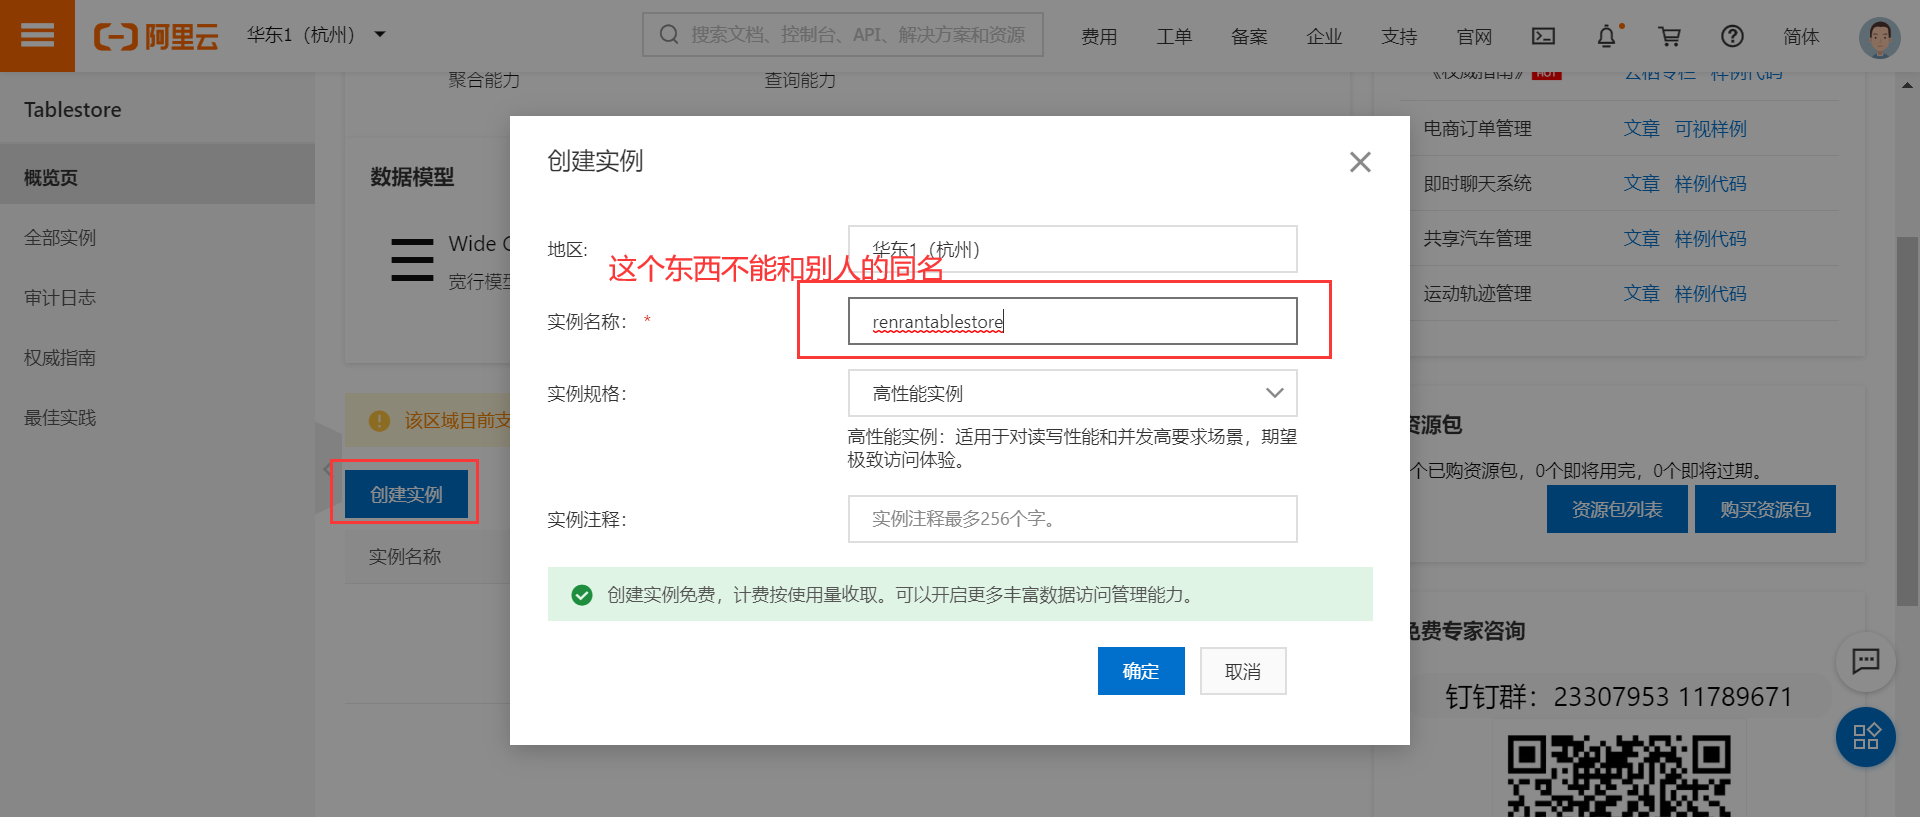 阿里云 华东1（杭州） 搜索文档、控制台、API、解决方案和资源 费用 工单 备案 企业 支持 官网 简体
Tablestore
概览页
全部实例
审计日志
权威指南
最佳实践
聚合能力 查询能力
数据模型
Wide
宽行模型
该区域目前支
创建实例
实例名称
创建实例
地区: 华东1（杭州）
这个东西不能和别人的同名
实例名称: * renrantablestore
实例规格: 高性能实例
高性能实例：适用于对读写性能和并发高要求场景，期望
极致访问体验。
实例注释: 实例注释最多256个字。
创建实例免费，计费按使用量收取。可以开启更多丰富数据访问管理能力。
确定 取消
《权威指南》 HOT 云栖专栏 样例代码
电商订单管理 文章 可视样例
即时聊天系统 文章 样例代码
共享汽车管理 文章 样例代码
运动轨迹管理 文章 样例代码
资源包
个已购资源包，0个即将用完，0个即将过期。
资源包列表 购买资源包
免费专家咨询
钉钉群：23307953 11789671